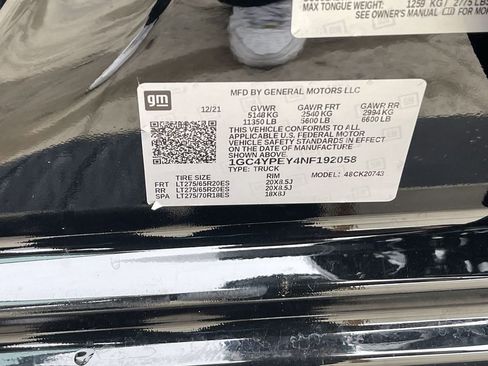 MAX TONGUE WEIGHT: 1259 KG / 2775 LBS
SEE OWNER'S MANUAL FOR MOR
gm
MFD BY GENERAL MOTORS LLC
12/21 GVWR GAWR FRT GAWR RR
5148 KG 2540 KG 2994 KG
11350 LB 5600 LB 6600 LB
THIS VEHICLE CONFORMS TO ALL
APPLICABLE U.S. FEDERAL MOTOR
VEHICLE SAFETY STANDARDS IN EFFECT
ON THE DATE OF MANUFACTURE
SHOWN ABOVE.
1GC4YPEY4NF192058
TYPE: TRUCK
48CK20743
TIRE SIZE RIM
FRT LT275/65R20ES 20X8.5J
RR LT275/65R20ES 20X8.5J
SPA LT275/70R18ES 18X8J